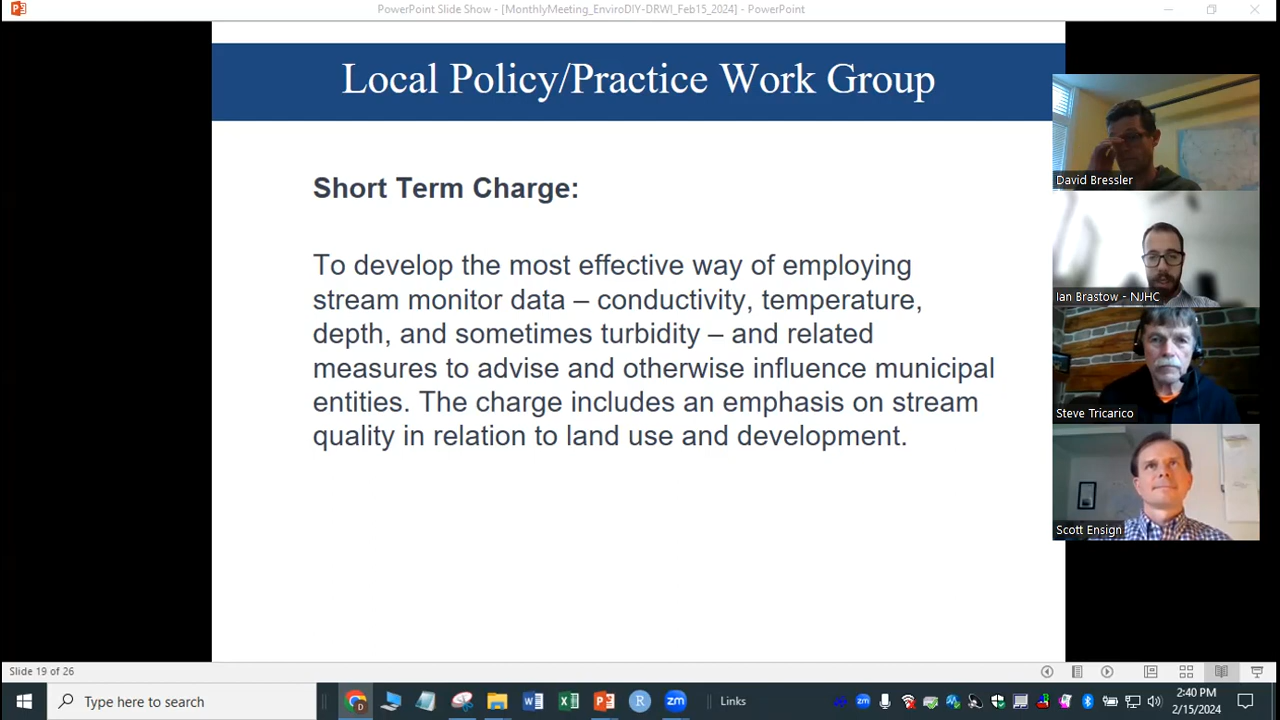 PowerPoint Slide Show - [MonthlyMeeting_EnviroDIY-DRWI_Feb15_2024] - PowerPoint
Local Policy/Practice Work Group
Short Term Charge:
To develop the most effective way of employing
stream monitor data – conductivity, temperature,
depth, and sometimes turbidity – and related
measures to advise and otherwise influence municipal
entities. The charge includes an emphasis on stream
quality in relation to land use and development.
David Bressler
Ian Brastow - NJHC
Steve Tricarico
Scott Ensign
Slide 19 of 26
Type here to search
Links
2:40 PM
2/15/2024